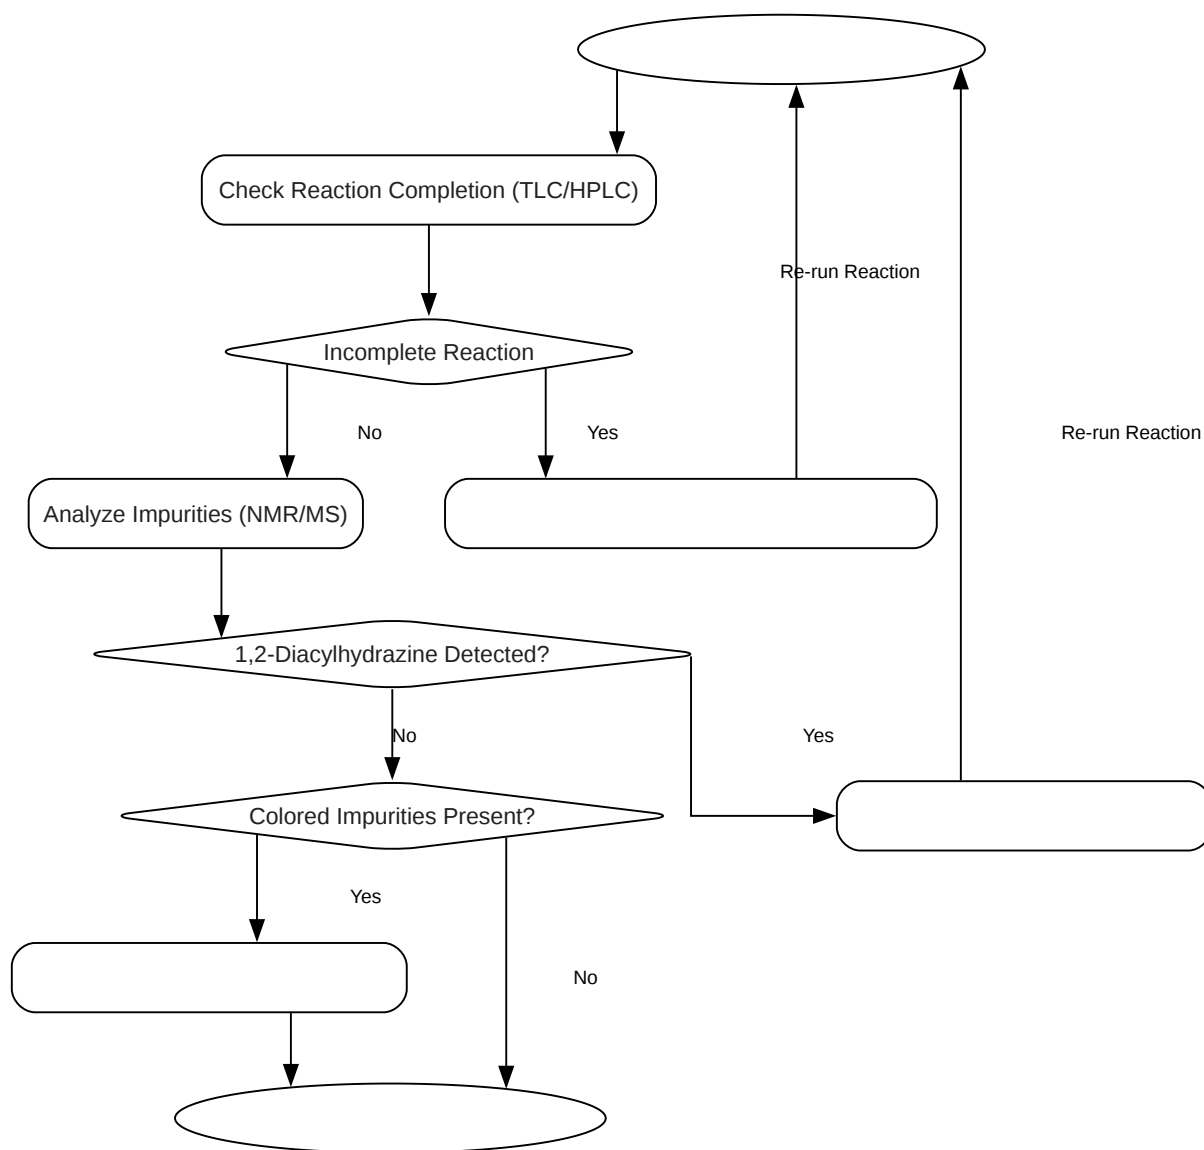 Check Reaction Completion (TLC/HPLC)
Re-run Reaction
Incomplete Reaction
No
Yes
Re-run Reaction
Analyze Impurities (NMR/MS)
1,2-Diacylhydrazine Detected?
No
Yes
Colored Impurities Present?
Yes
No